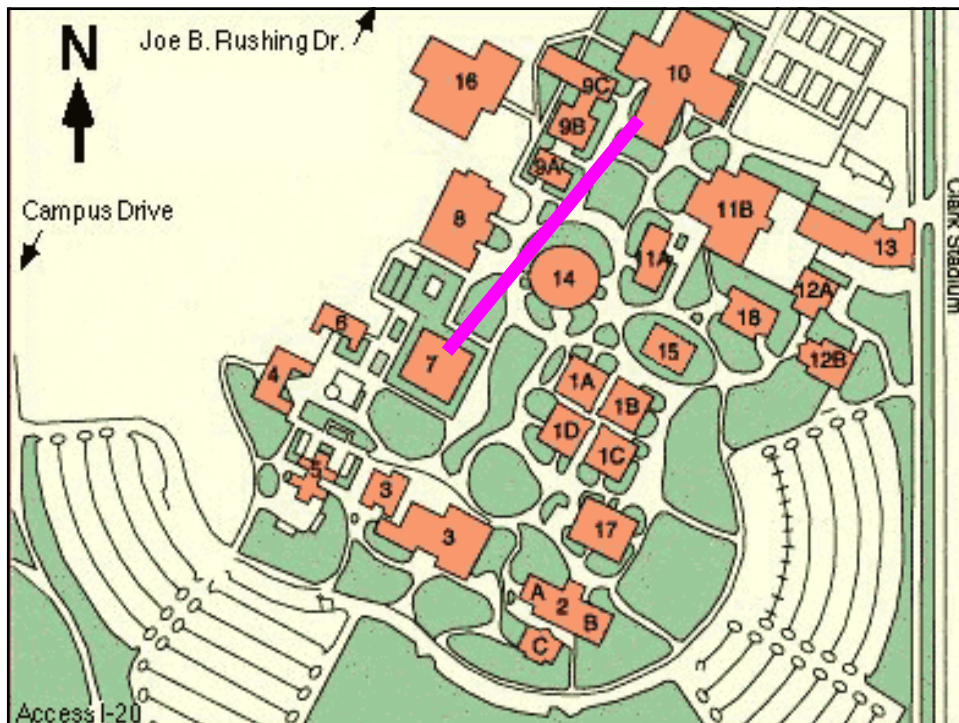 Joe B. Rushing Dr.
N
16
10
9C
9B
9A
Campus Drive
8
11B
13
Clark Stadium
14
11A
12A
6
18
7
15
12B
4
1A
1B
1D
1C
5
3
3
17
A
2
B
C
Access I-20